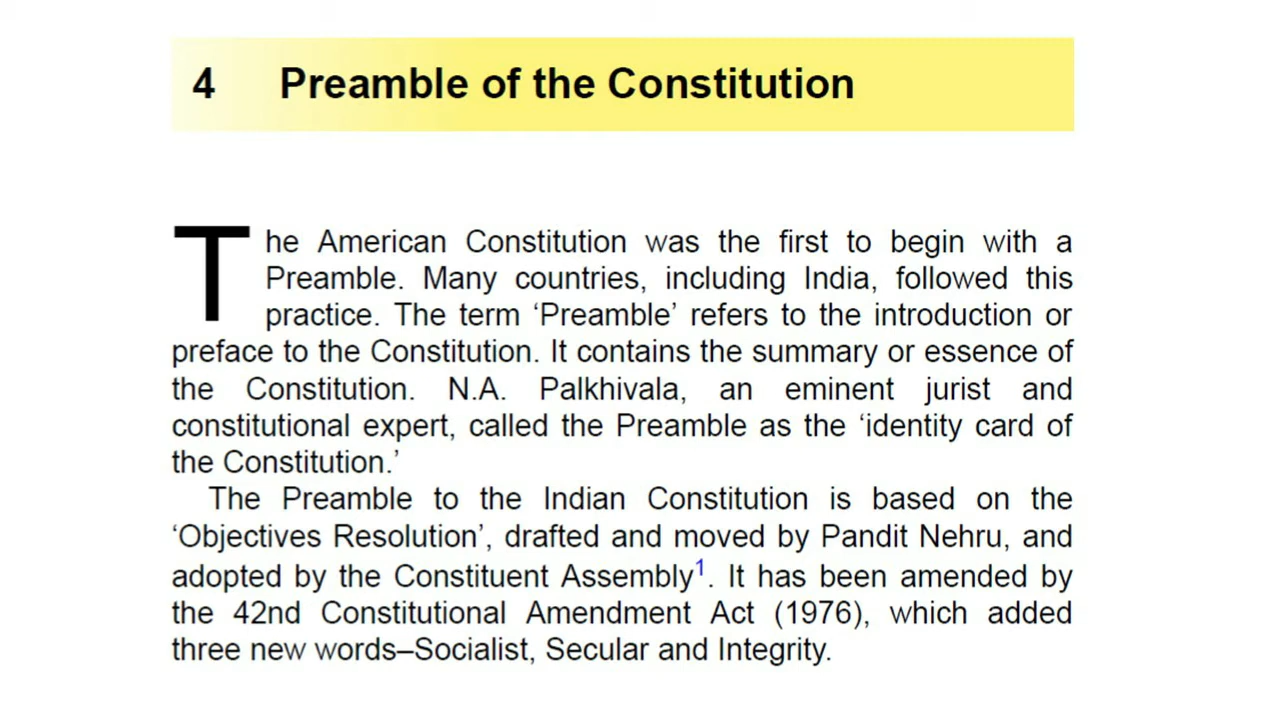 4 Preamble of the Constitution
The American Constitution was the first to begin with a
Preamble. Many countries, including India, followed this
practice. The term ‘Preamble’ refers to the introduction or
preface to the Constitution. It contains the summary or essence of
the Constitution. N.A. Palkhivala, an eminent jurist and
constitutional expert, called the Preamble as the ‘identity card of
the Constitution.’
The Preamble to the Indian Constitution is based on the
‘Objectives Resolution’, drafted and moved by Pandit Nehru, and
adopted by the Constituent Assembly1. It has been amended by
the 42nd Constitutional Amendment Act (1976), which added
three new words–Socialist, Secular and Integrity.